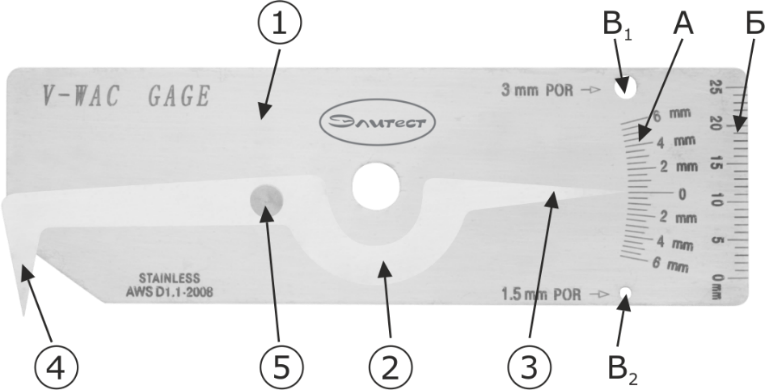 1
В1
А
Б
V-WAC GAGE
3 mm POR
25
20
15
10
5
0 mm
6 mm
4 mm
2 mm
0
2 mm
4 mm
6 mm
Элитест
STAINLESS
AWS D1.1-2008
1.5 mm POR
4
5
2
3
В2